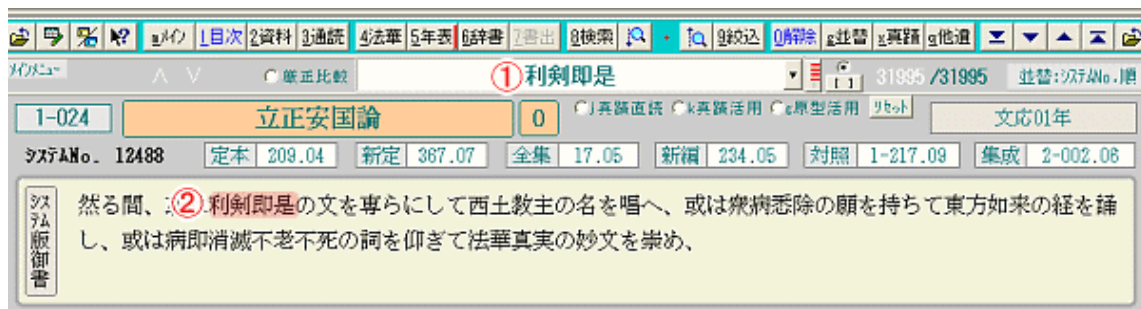 メイン 1目次 2資料 3通読 4法華 5年表 6辞書 7書出 8検索 9絞込 0解除 g並替 x真蹟 q他遺
メインメニュー 厳正比較 ①利剣即是 31995 /31995 並替:システムNo.順
1-024 立正安国論 0 j真蹟直読 k真蹟活用 原型活用 リセット 文応01年
システムNo. 12488 定本 209.04 新定 367.07 全集 17.05 新編 234.05 対照 1-217.09 集成 2-002.06
システム版御書
然る間、 ②利剣即是の文を専らにして西土教主の名を唱へ、或は衆病悉除の願を持ちて東方如来の経を誦
し、或は病即消滅不老不死の詞を仰ぎて法華真実の妙文を崇め、